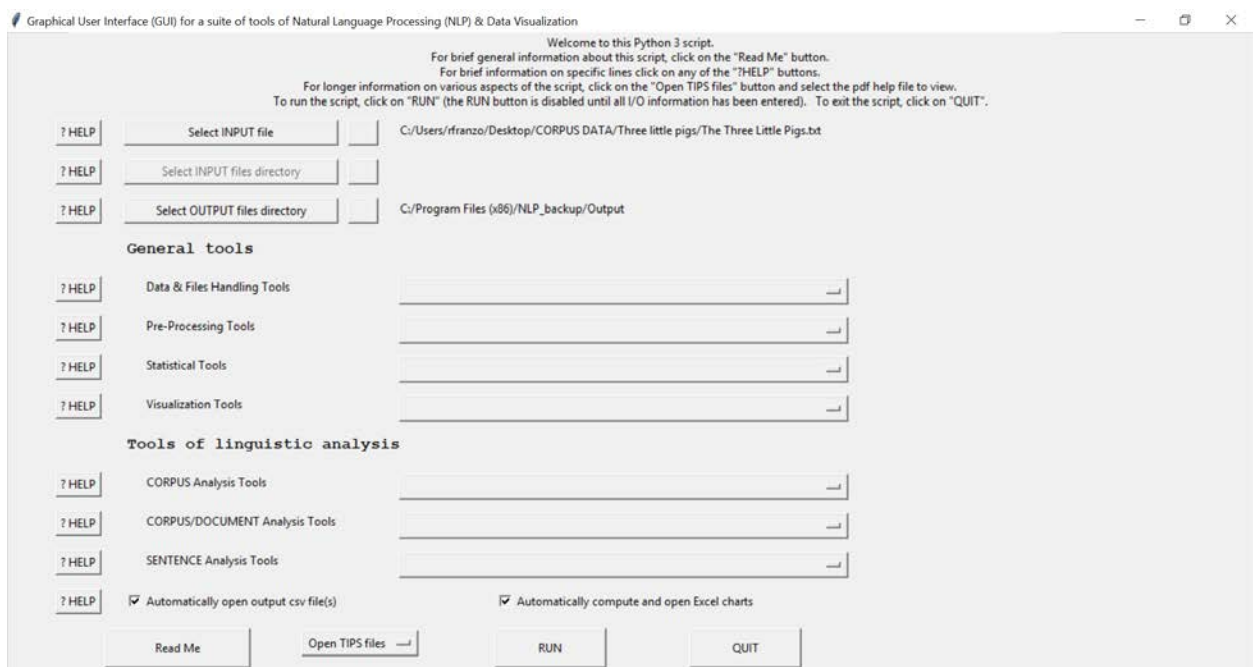 Graphical User Interface (GUI) for a suite of tools of Natural Language Processing (NLP) & Data Visualization
Welcome to this Python 3 script.
For brief general information about this script, click on the "Read Me" button.
For brief information on specific lines click on any of the "?HELP" buttons.
For longer information on various aspects of the script, click on the "Open TIPS files" button and select the pdf help file to view.
To run the script, click on "RUN" (the RUN button is disabled until all I/O information has been entered). To exit the script, click on "QUIT".
? HELP Select INPUT file C:/Users/rfranzo/Desktop/CORPUS DATA/Three little pigs/The Three Little Pigs.txt
? HELP Select INPUT files directory
? HELP Select OUTPUT files directory C:/Program Files (x86)/NLP_backup/Output
General tools
? HELP Data & Files Handling Tools
? HELP Pre-Processing Tools
? HELP Statistical Tools
? HELP Visualization Tools
Tools of linguistic analysis
? HELP CORPUS Analysis Tools
? HELP CORPUS/DOCUMENT Analysis Tools
? HELP SENTENCE Analysis Tools
? HELP Automatically open output csv file(s) Automatically compute and open Excel charts
Read Me Open TIPS files RUN QUIT